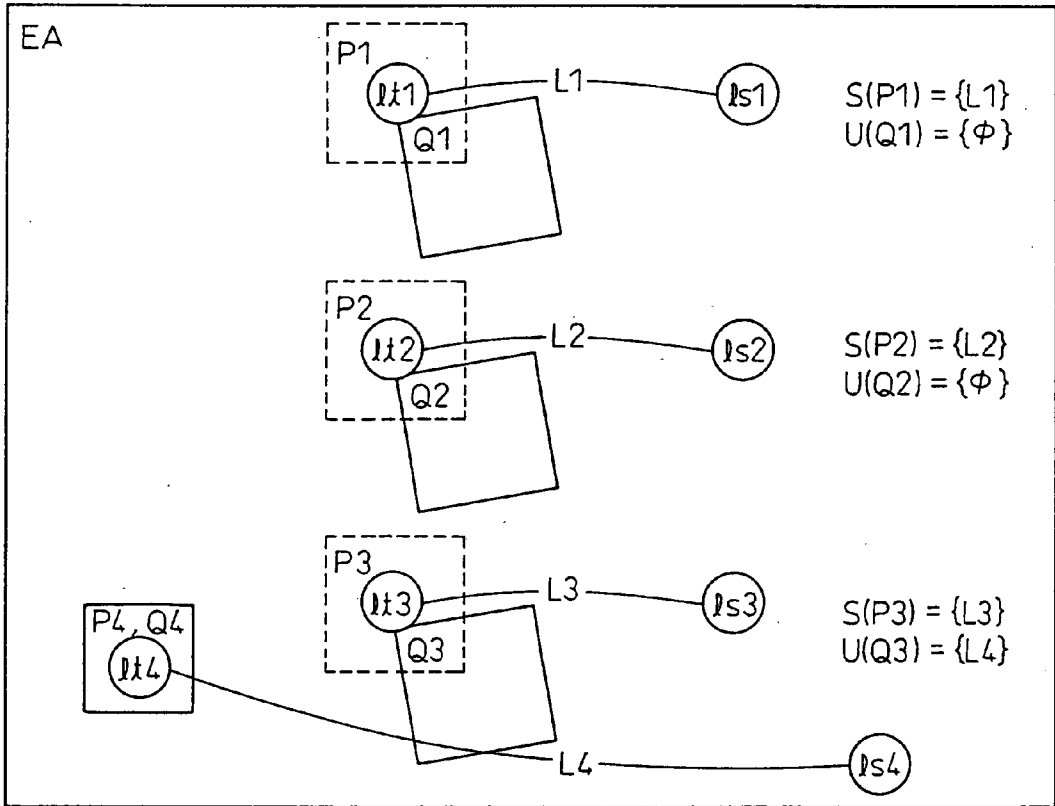 EA
P1
ℓt1
L1
ℓs1
Q1
S(P1) = {L1}
U(Q1) = {Φ}
P2
ℓt2
L2
ℓs2
Q2
S(P2) = {L2}
U(Q2) = {Φ}
P3
ℓt3
L3
ℓs3
Q3
S(P3) = {L3}
U(Q3) = {L4}
P4, Q4
ℓt4
L4
ℓs4